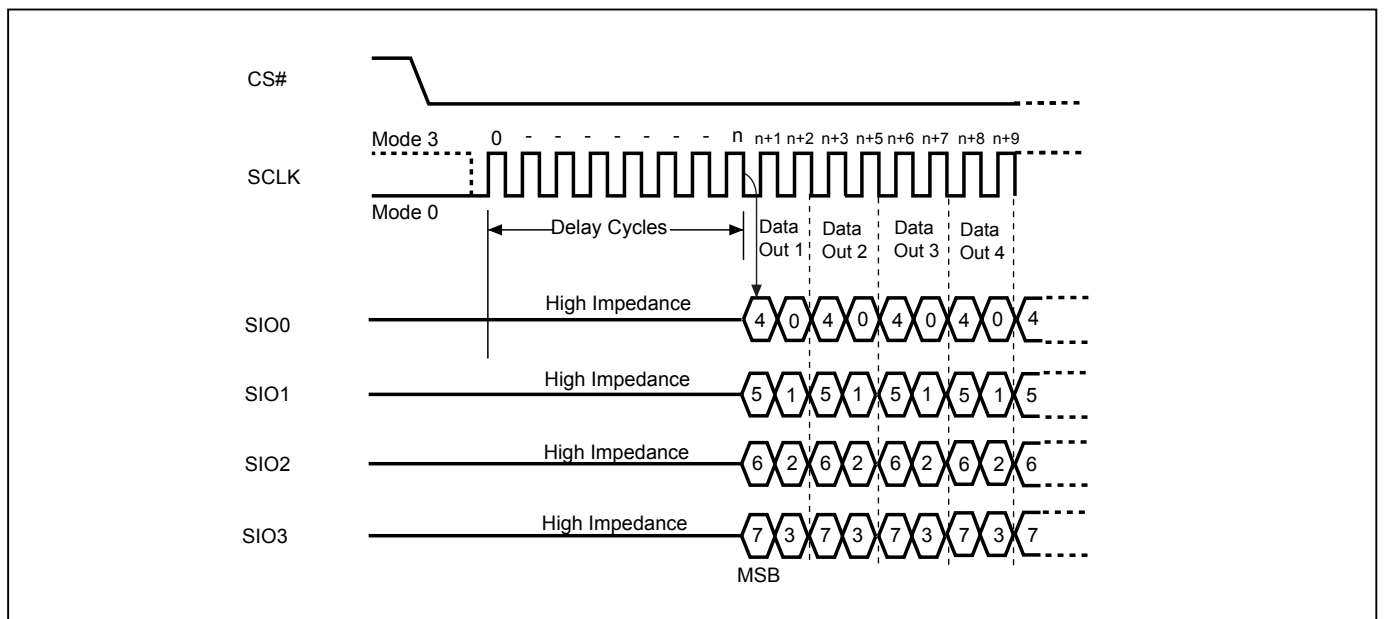 CS#
Mode 3
0 - - - - - - - n n+1 n+2 n+3 n+5 n+6 n+7 n+8 n+9
SCLK
Mode 0
Delay Cycles
Data Out 1
Data Out 2
Data Out 3
Data Out 4
High Impedance
SIO0
4 0 4 0 4 0 4 0 4
High Impedance
SIO1
5 1 5 1 5 1 5 1 5
High Impedance
SIO2
6 2 6 2 6 2 6 2 6
High Impedance
SIO3
7 3 7 3 7 3 7 3 7
MSB